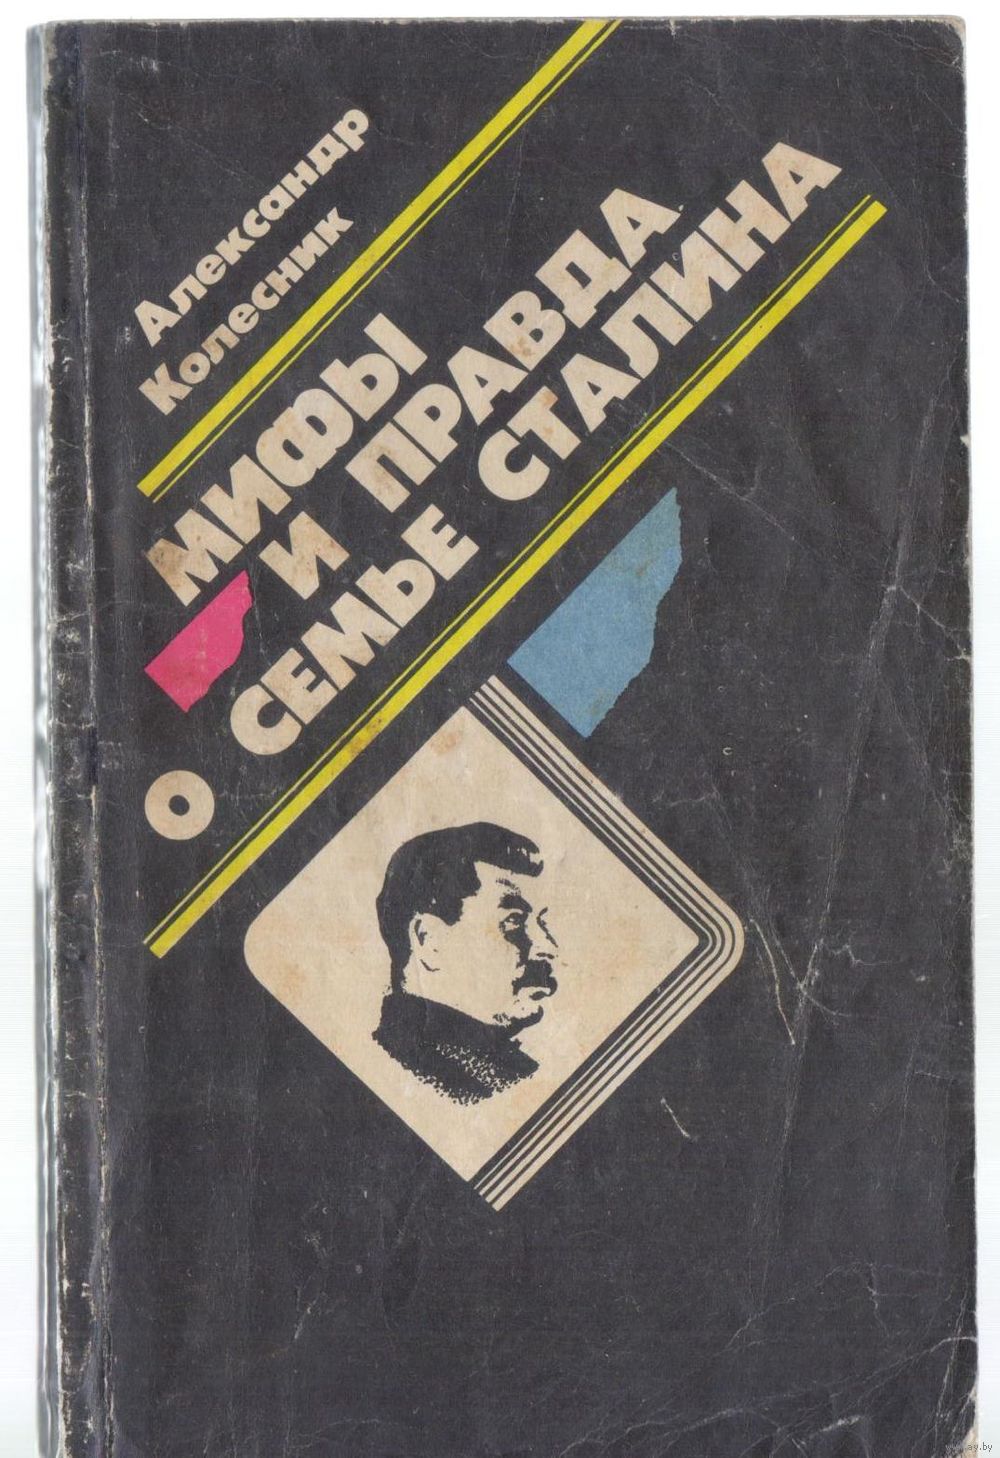 Александр
Колесник
МИФЫ
И ПРАВДА
О СЕМЬЕ СТАЛИНА